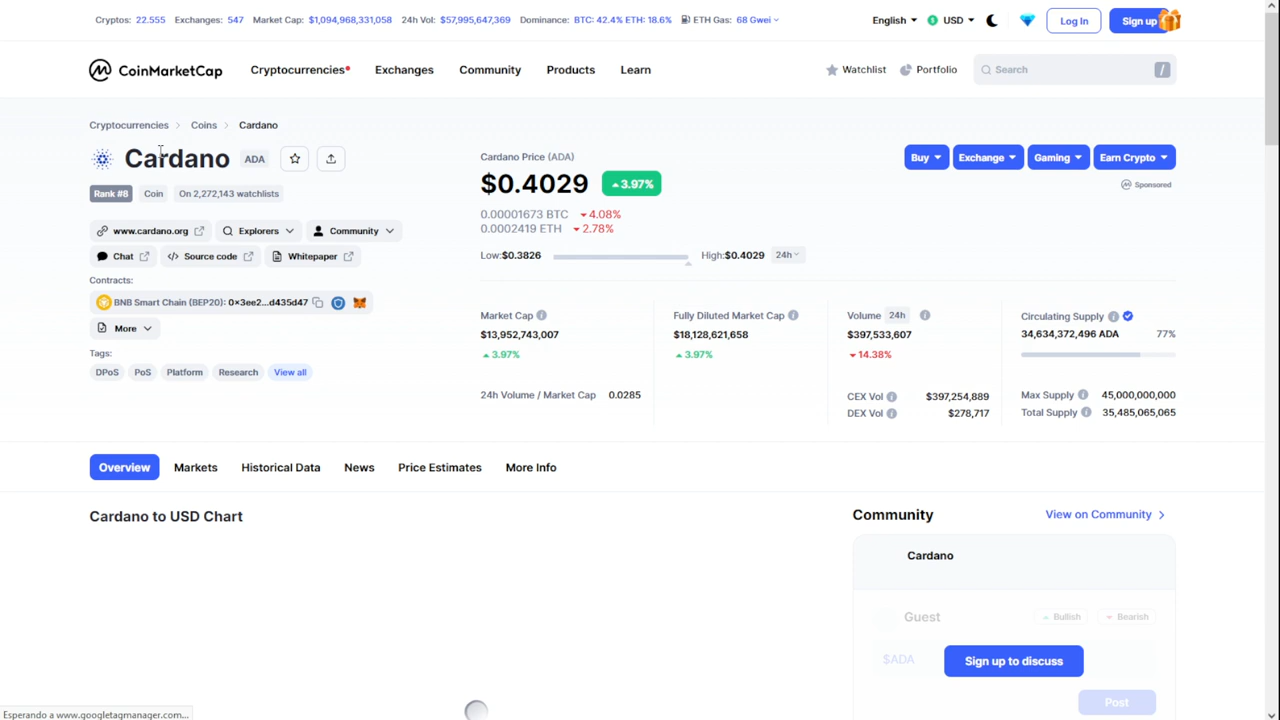 Cryptos: 22.555 Exchanges: 547 Market Cap: $1,094,968,331,058 24h Vol: $57,995,647,369 Dominance: BTC: 42.4% ETH: 18.6% ETH Gas: 68 Gwei English USD Log In Sign up
CoinMarketCap Cryptocurrencies Exchanges Community Products Learn Watchlist Portfolio Search /
Cryptocurrencies > Coins > Cardano
Cardano ADA
Rank #8 Coin On 2,272,143 watchlists
www.cardano.org Explorers Community
Chat Source code Whitepaper
Contracts:
BNB Smart Chain (BEP20): 0x3ee2...d435d47
More
Tags:
DPoS PoS Platform Research View all
Cardano Price (ADA)
$0.4029 3.97%
0.00001673 BTC 4.08%
0.0002419 ETH 2.78%
Low:$0.3826 High:$0.4029 24h
Buy Exchange Gaming Earn Crypto
Sponsored
Market Cap
$13,952,743,007
3.97%
24h Volume / Market Cap 0.0285
Fully Diluted Market Cap
$18,128,621,658
3.97%
Volume 24h
$397,533,607
14.38%
CEX Vol $397,254,889
DEX Vol $278,717
Circulating Supply
34,634,372,496 ADA 77%
Max Supply 45,000,000,000
Total Supply 35,485,065,065
Overview Markets Historical Data News Price Estimates More Info
Cardano to USD Chart
Community View on Community >
Cardano
Guest Bullish Bearish
$ADA Sign up to discuss
Post
Esperando a www.googletagmanager.com...